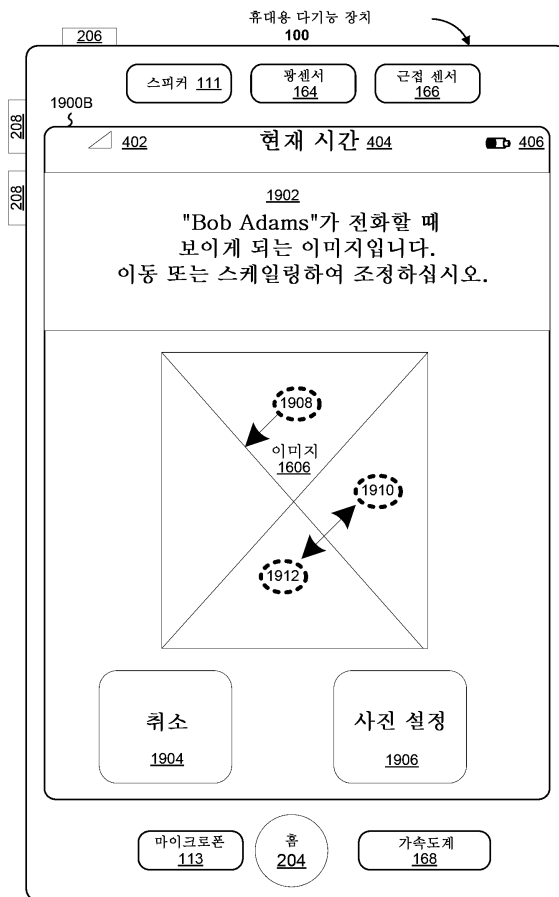 휴대용 다기능 장치
100
206
스피커 111
광센서
164
근접 센서
166
1900B
208
208
402
현재 시간 404
406
1902
"Bob Adams"가 전화할 때
보이게 되는 이미지입니다.
이동 또는 스케일링하여 조정하십시오.
1908
이미지
1606
1910
1912
취소
1904
사진 설정
1906
마이크로폰
113
홈
204
가속도계
168